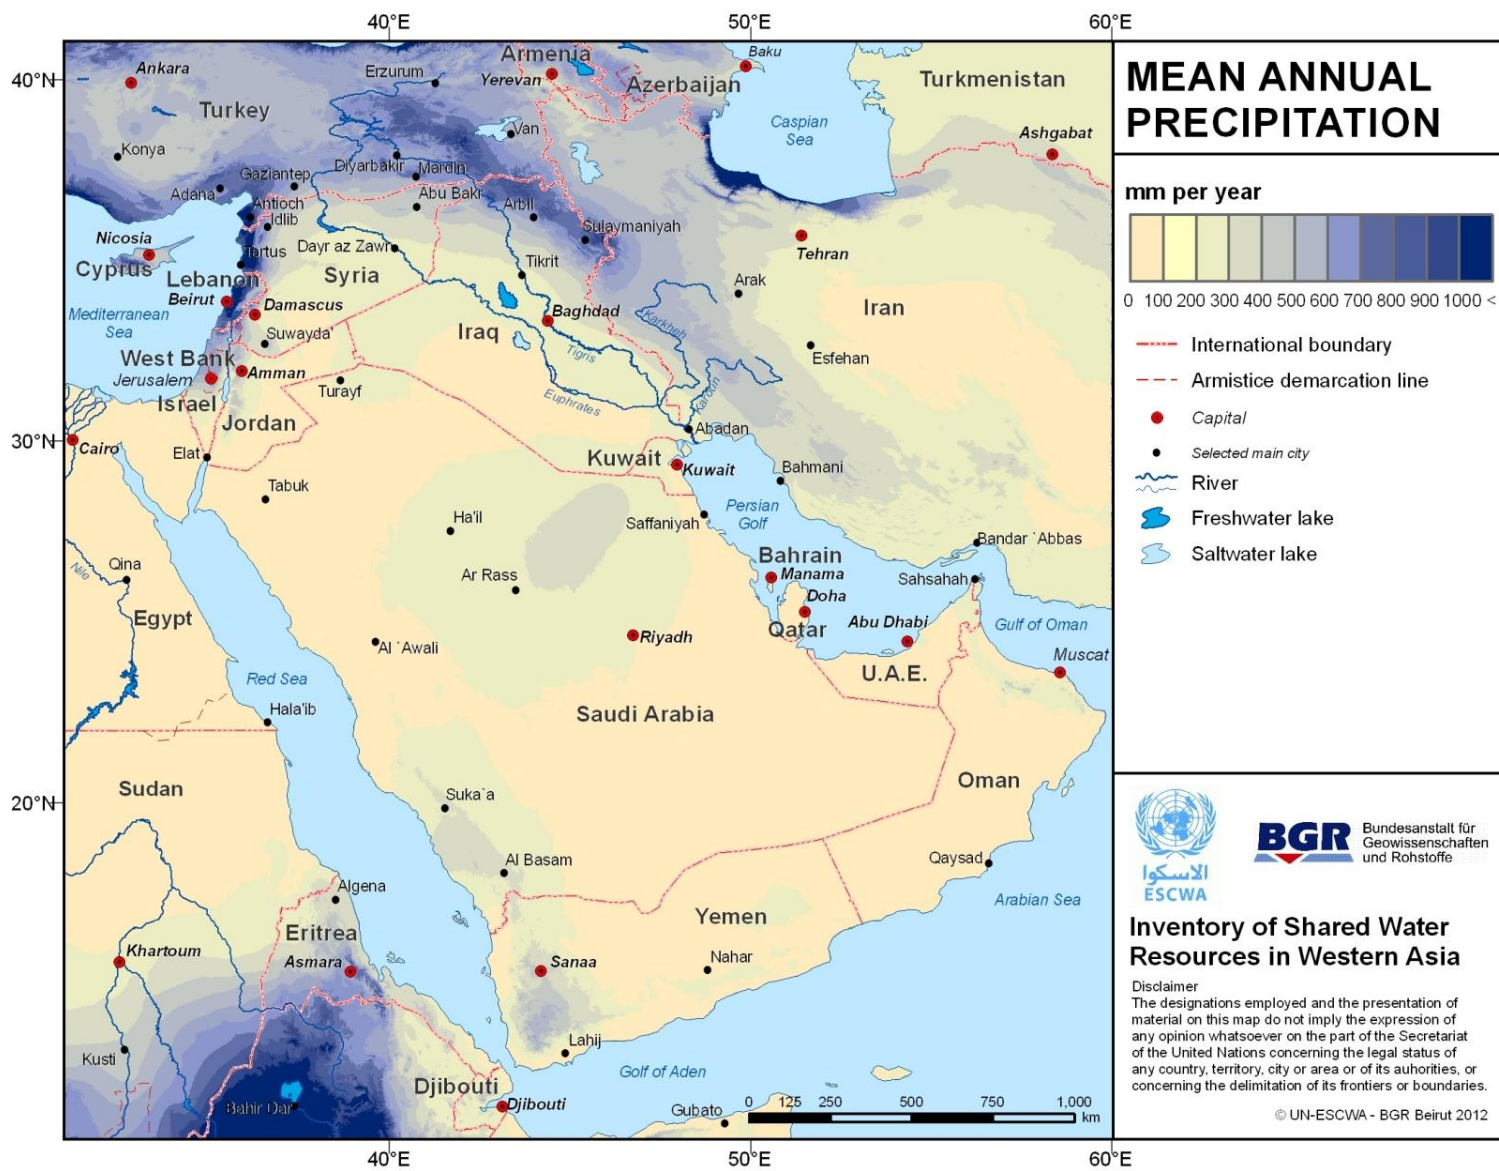 40°E
50°E
60°E
40°N
30°N
20°N
40°E
50°E
60°E
Ankara
Erzurum
Armenia
Yerevan
Azerbaijan
Baku
Turkmenistan
Ashgabat
Turkey
Konya
Van
Caspian
Sea
Adana
Gaziantep
Diyarbakir
Mardin
Abu Bakr
Antioch
Idlib
Arbil
Sulaymaniyah
Nicosia
Cyprus
Tartus
Dayr az Zawr
Tikrit
Tehran
Lebanon
Syria
Arak
Beirut
Damascus
Iran
Mediterranean
Sea
Suwayda'
Iraq
Baghdad
Tigris
Karkheh
Esfehan
West Bank
Jerusalem
Amman
Turayf
Israel
Jordan
Euphrates
Karoun
Cairo
Elat
Abadan
Kuwait
Kuwait
Bahmani
Tabuk
Ha'il
Saffaniyah
Persian
Golf
Qina
Nile
Ar Rass
Bahrain
Manama
Bandar `Abbas
Sahsahah
Doha
Egypt
Al `Awali
Riyadh
Qatar
Abu Dhabi
Gulf of Oman
Muscat
U.A.E.
Red Sea
Hala'ib
Saudi Arabia
Sudan
Suka`a
Oman
Al Basam
Qaysad
Algena
Eritrea
Yemen
Arabian Sea
Khartoum
Asmara
Sanaa
Nahar
Kusti
Lahij
Bahir Dar
Djibouti
Djibouti
Golf of Aden
Gubato
0 125 250 500 750 1,000
km
MEAN ANNUAL
PRECIPITATION
mm per year
0 100 200 300 400 500 600 700 800 900 1000 <
International boundary
Armistice demarcation line
Capital
Selected main city
River
Freshwater lake
Saltwater lake
الاسكوا
ESCWA
BGR
Bundesanstalt für
Geowissenschaften
und Rohstoffe
Inventory of Shared Water
Resources in Western Asia
Disclaimer
The designations employed and the presentation of
material on this map do not imply the expression of
any opinion whatsoever on the part of the Secretariat
of the United Nations concerning the legal status of
any country, territory, city or area or of its auhorities, or
concerning the delimitation of its frontiers or boundaries.
© UN-ESCWA - BGR Beirut 2012